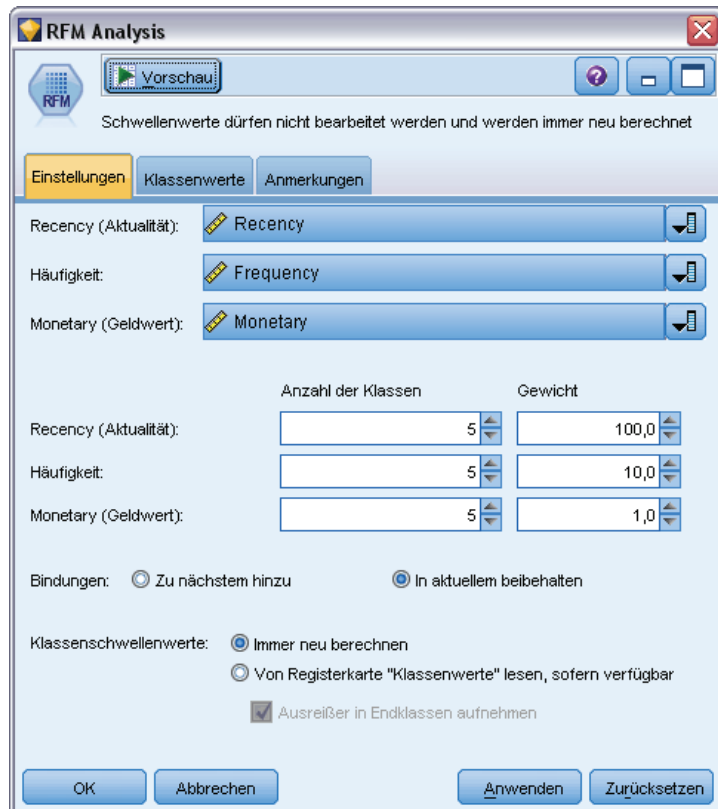 RFM Analysis
RFM
Vorschau
?
Schwellenwerte dürfen nicht bearbeitet werden und werden immer neu berechnet
Einstellungen Klassenwerte Anmerkungen
Recency (Aktualität): Recency
Häufigkeit: Frequency
Monetary (Geldwert): Monetary
Anzahl der Klassen Gewicht
Recency (Aktualität): 5 100,0
Häufigkeit: 5 10,0
Monetary (Geldwert): 5 1,0
Bindungen: Zu nächstem hinzu In aktuellem beibehalten
Klassenschwellenwerte: Immer neu berechnen
Von Registerkarte "Klassenwerte" lesen, sofern verfügbar
Ausreißer in Endklassen aufnehmen
OK Abbrechen Anwenden Zurücksetzen